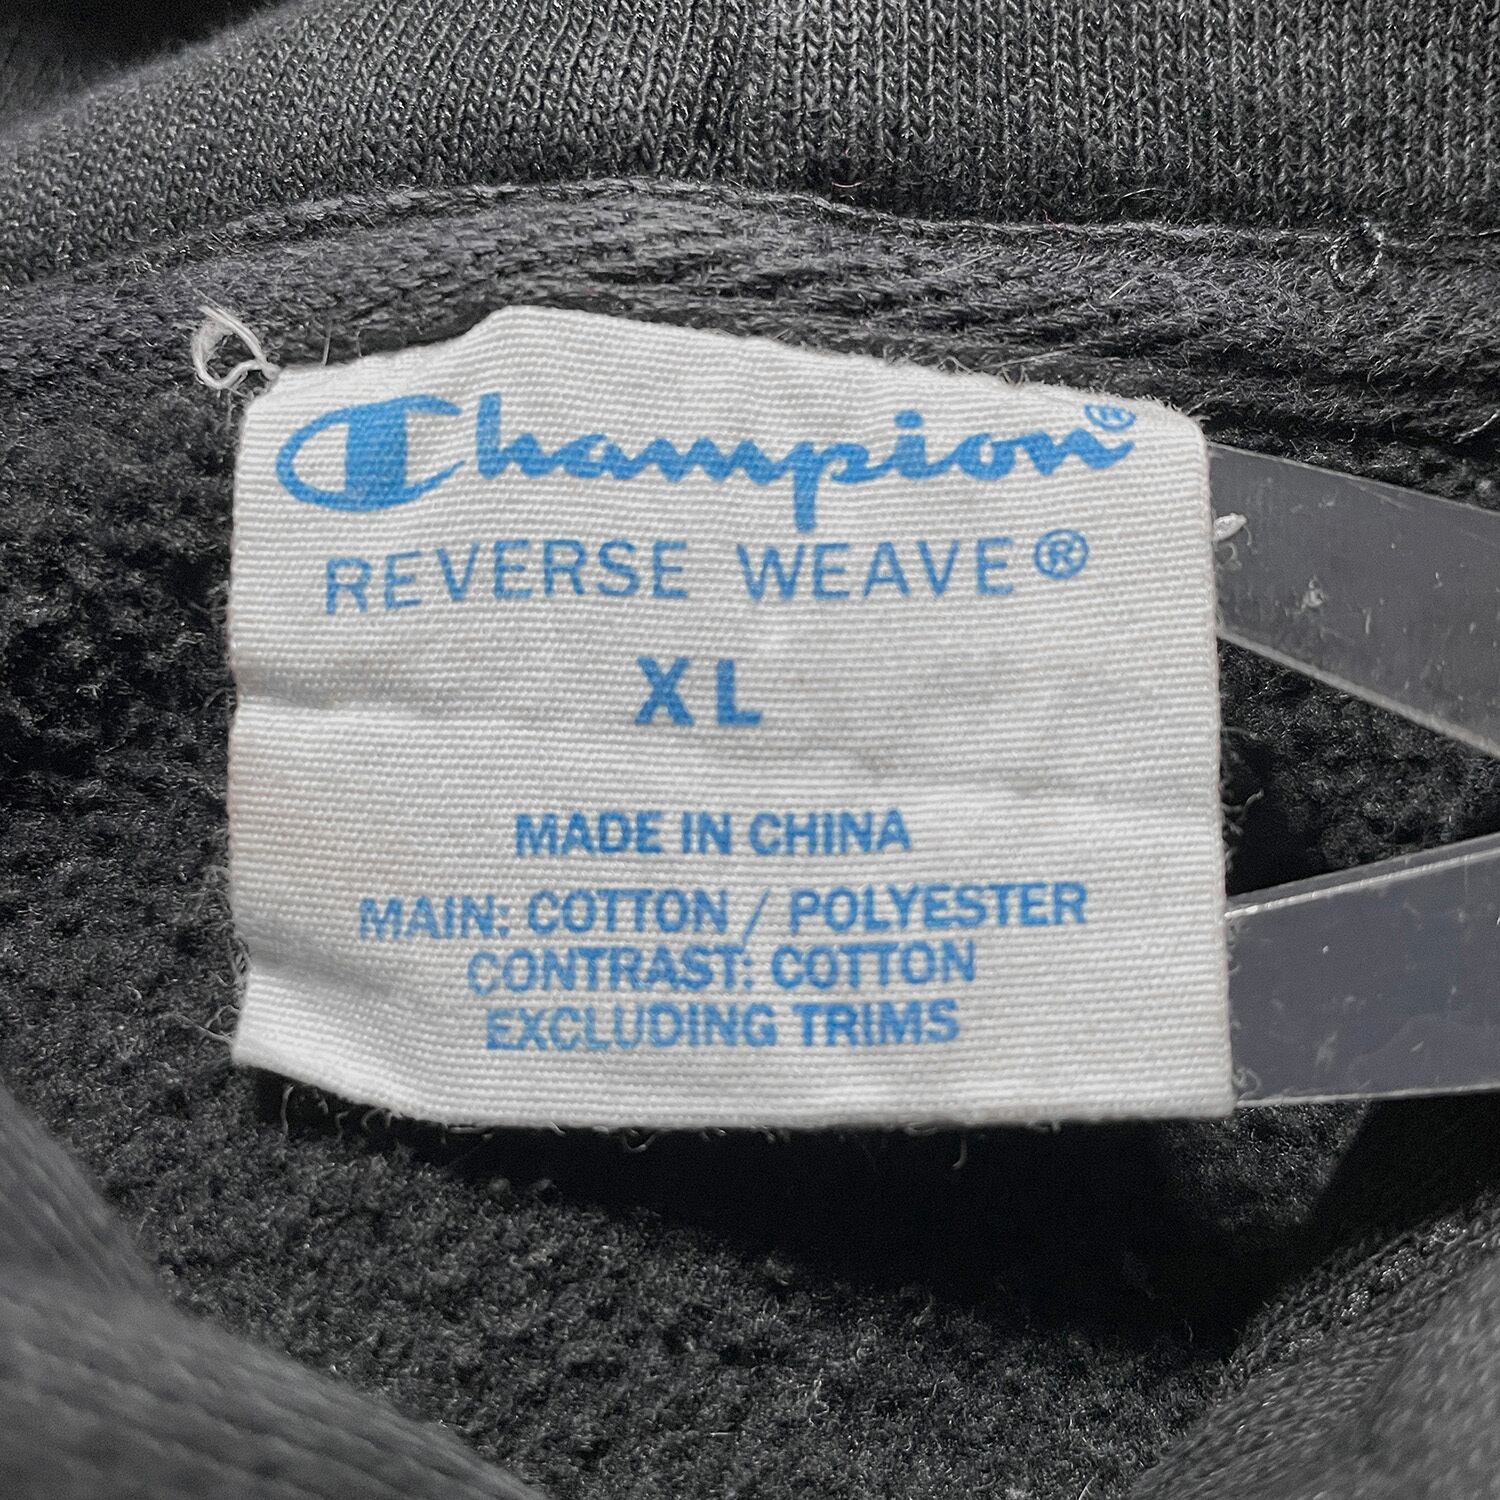 Champion®
REVERSE WEAVE®
XL
MADE IN CHINA
MAIN: COTTON / POLYESTER
CONTRAST: COTTON
EXCLUDING TRIMS